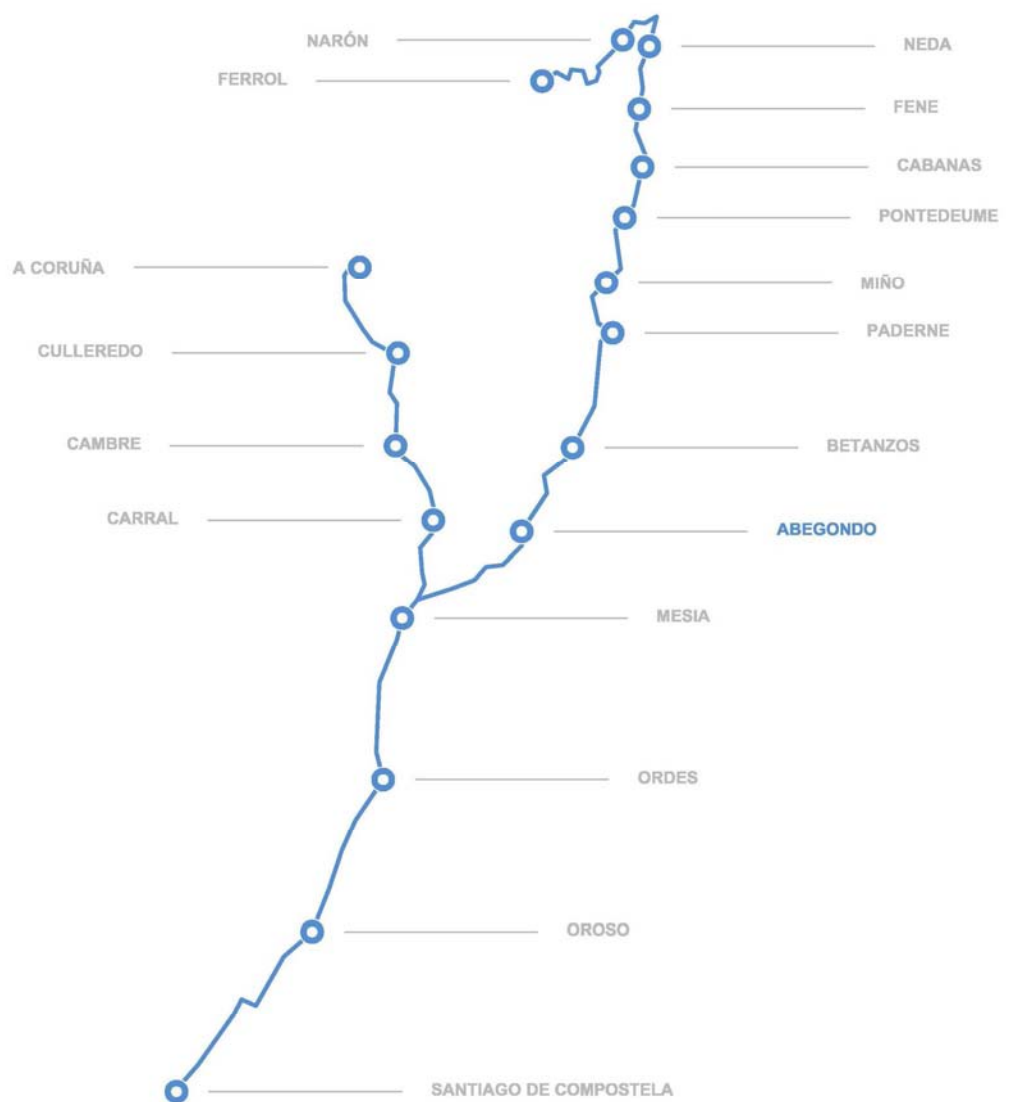 NARÓN
NEDA
FERROL
FENE
CABANAS
PONTEDEUME
A CORUÑA
MIÑO
PADERNE
CULLEREDO
CAMBRE
BETANZOS
CARRAL
ABEGONDO
MESIA
ORDES
OROSO
SANTIAGO DE COMPOSTELA